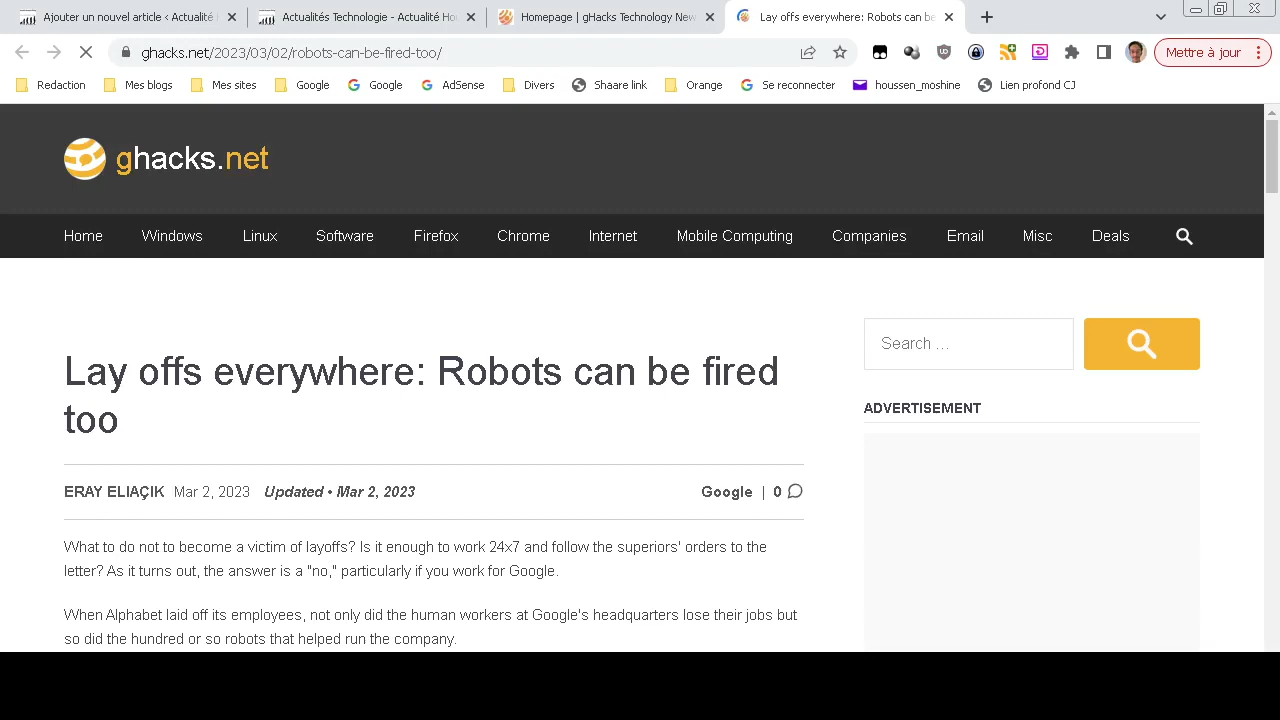 'Ajouter un nouvel article ‹ Actualité
Actualités Technologie - Actualité Ho
Homepage | gHacks Technology New
Lay offs everywhere: Robots can be
ghacks.net/2023/03/02/robots-can-be-fired-too/
Mettre à jour
Redaction
Mes blogs
Mes sites
Google
Google
AdSense
Divers
Shaare link
Orange
Se reconnecter
houssen_moshine
Lien profond CJ
ghacks.net
Home
Windows
Linux
Software
Firefox
Chrome
Internet
Mobile Computing
Companies
Email
Misc
Deals
Search ...
Lay offs everywhere: Robots can be fired
too
ADVERTISEMENT
ERAY ELIAÇIK Mar 2, 2023 Updated • Mar 2, 2023
Google | 0
What to do not to become a victim of layoffs? Is it enough to work 24x7 and follow the superiors' orders to the
letter? As it turns out, the answer is a "no," particularly if you work for Google.
When Alphabet laid off its employees, not only did the human workers at Google's headquarters lose their jobs but
so did the hundred or so robots that helped run the company.